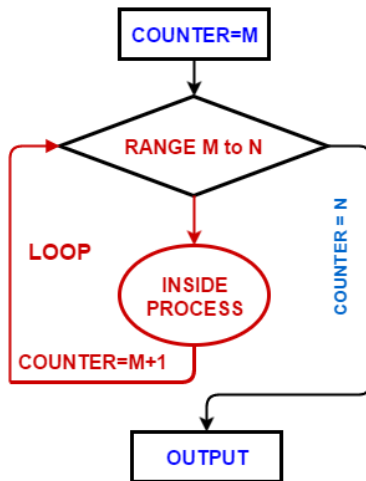 COUNTER=M
RANGE M to N
LOOP
INSIDE
PROCESS
COUNTER = N
COUNTER=M+1
OUTPUT